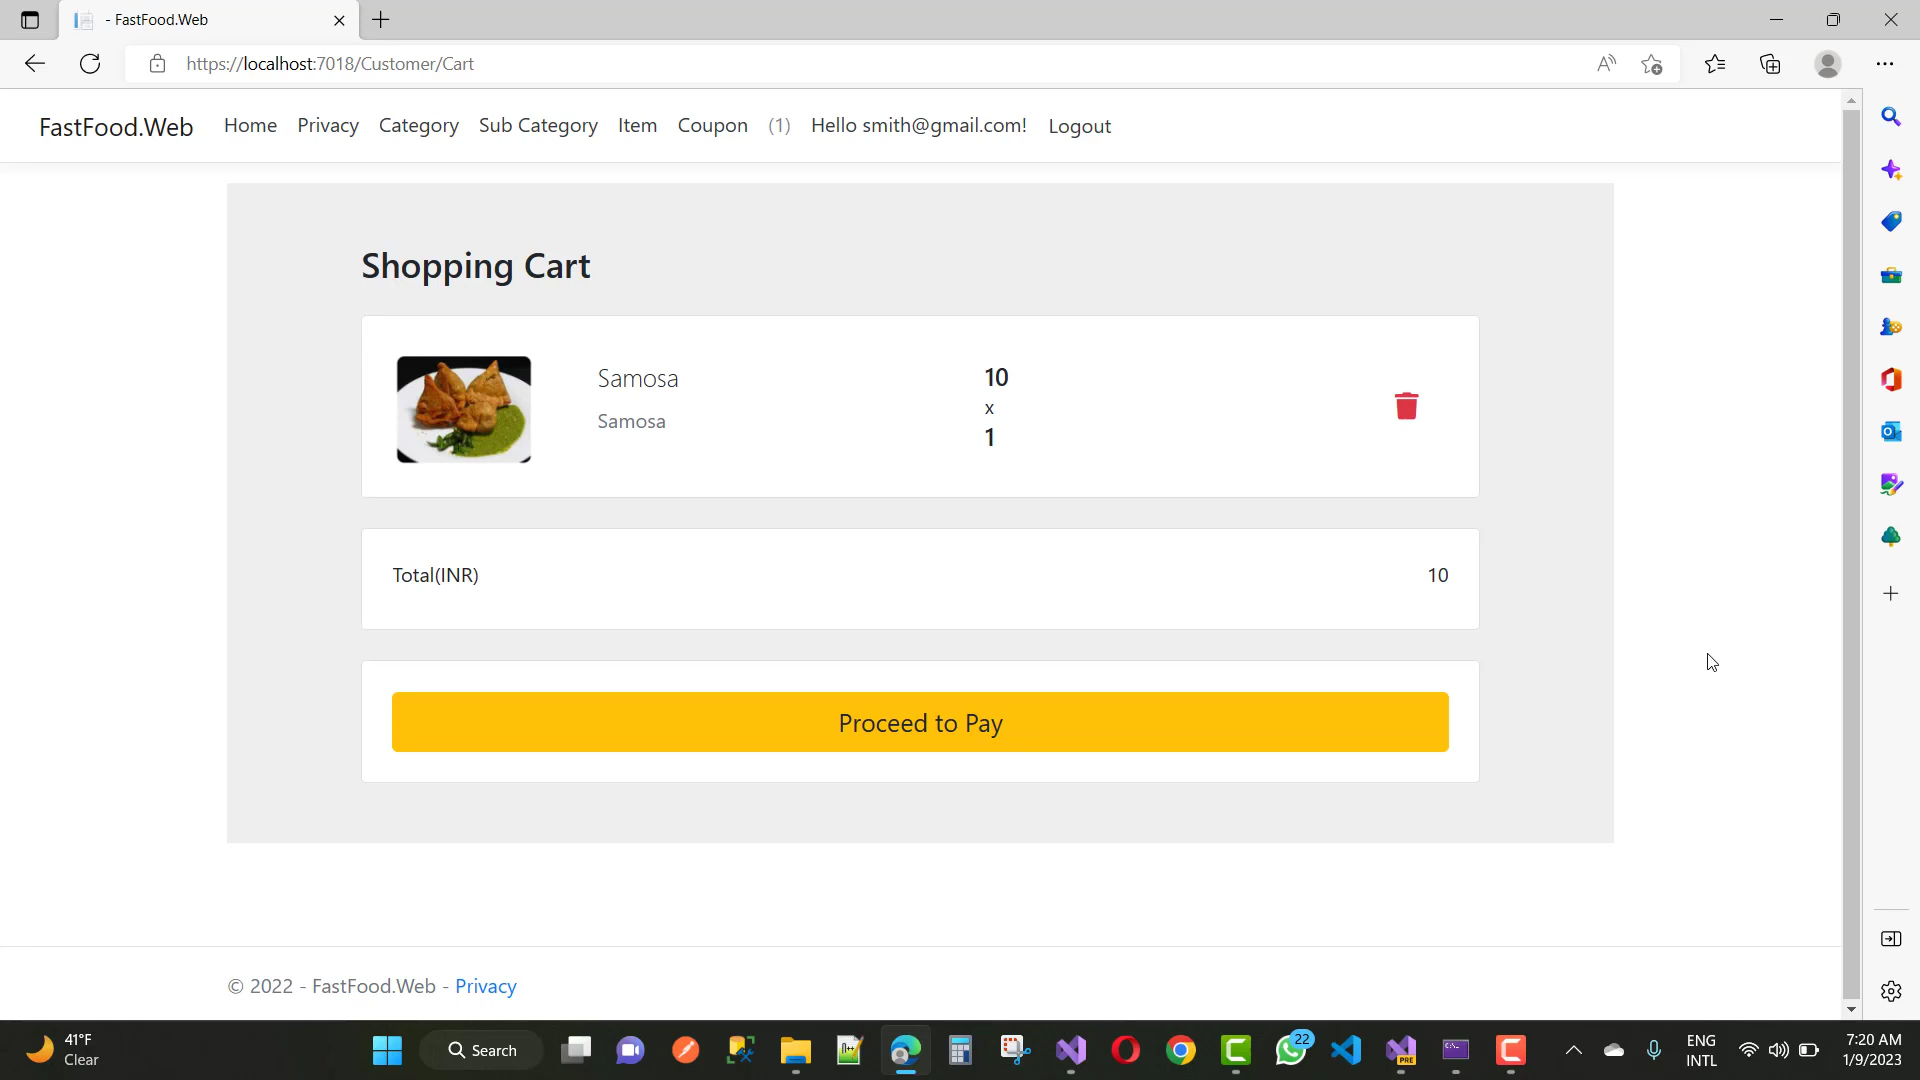 - FastFood.Web
https://localhost:7018/Customer/Cart
FastFood.Web Home Privacy Category Sub Category Item Coupon (1) Hello smith@gmail.com! Logout
Shopping Cart
Samosa
Samosa
10
x
1
Total(INR) 10
Proceed to Pay
© 2022 - FastFood.Web - Privacy
41°F
Clear
Search
22
PRE
ENG
INTL
7:20 AM
1/9/2023